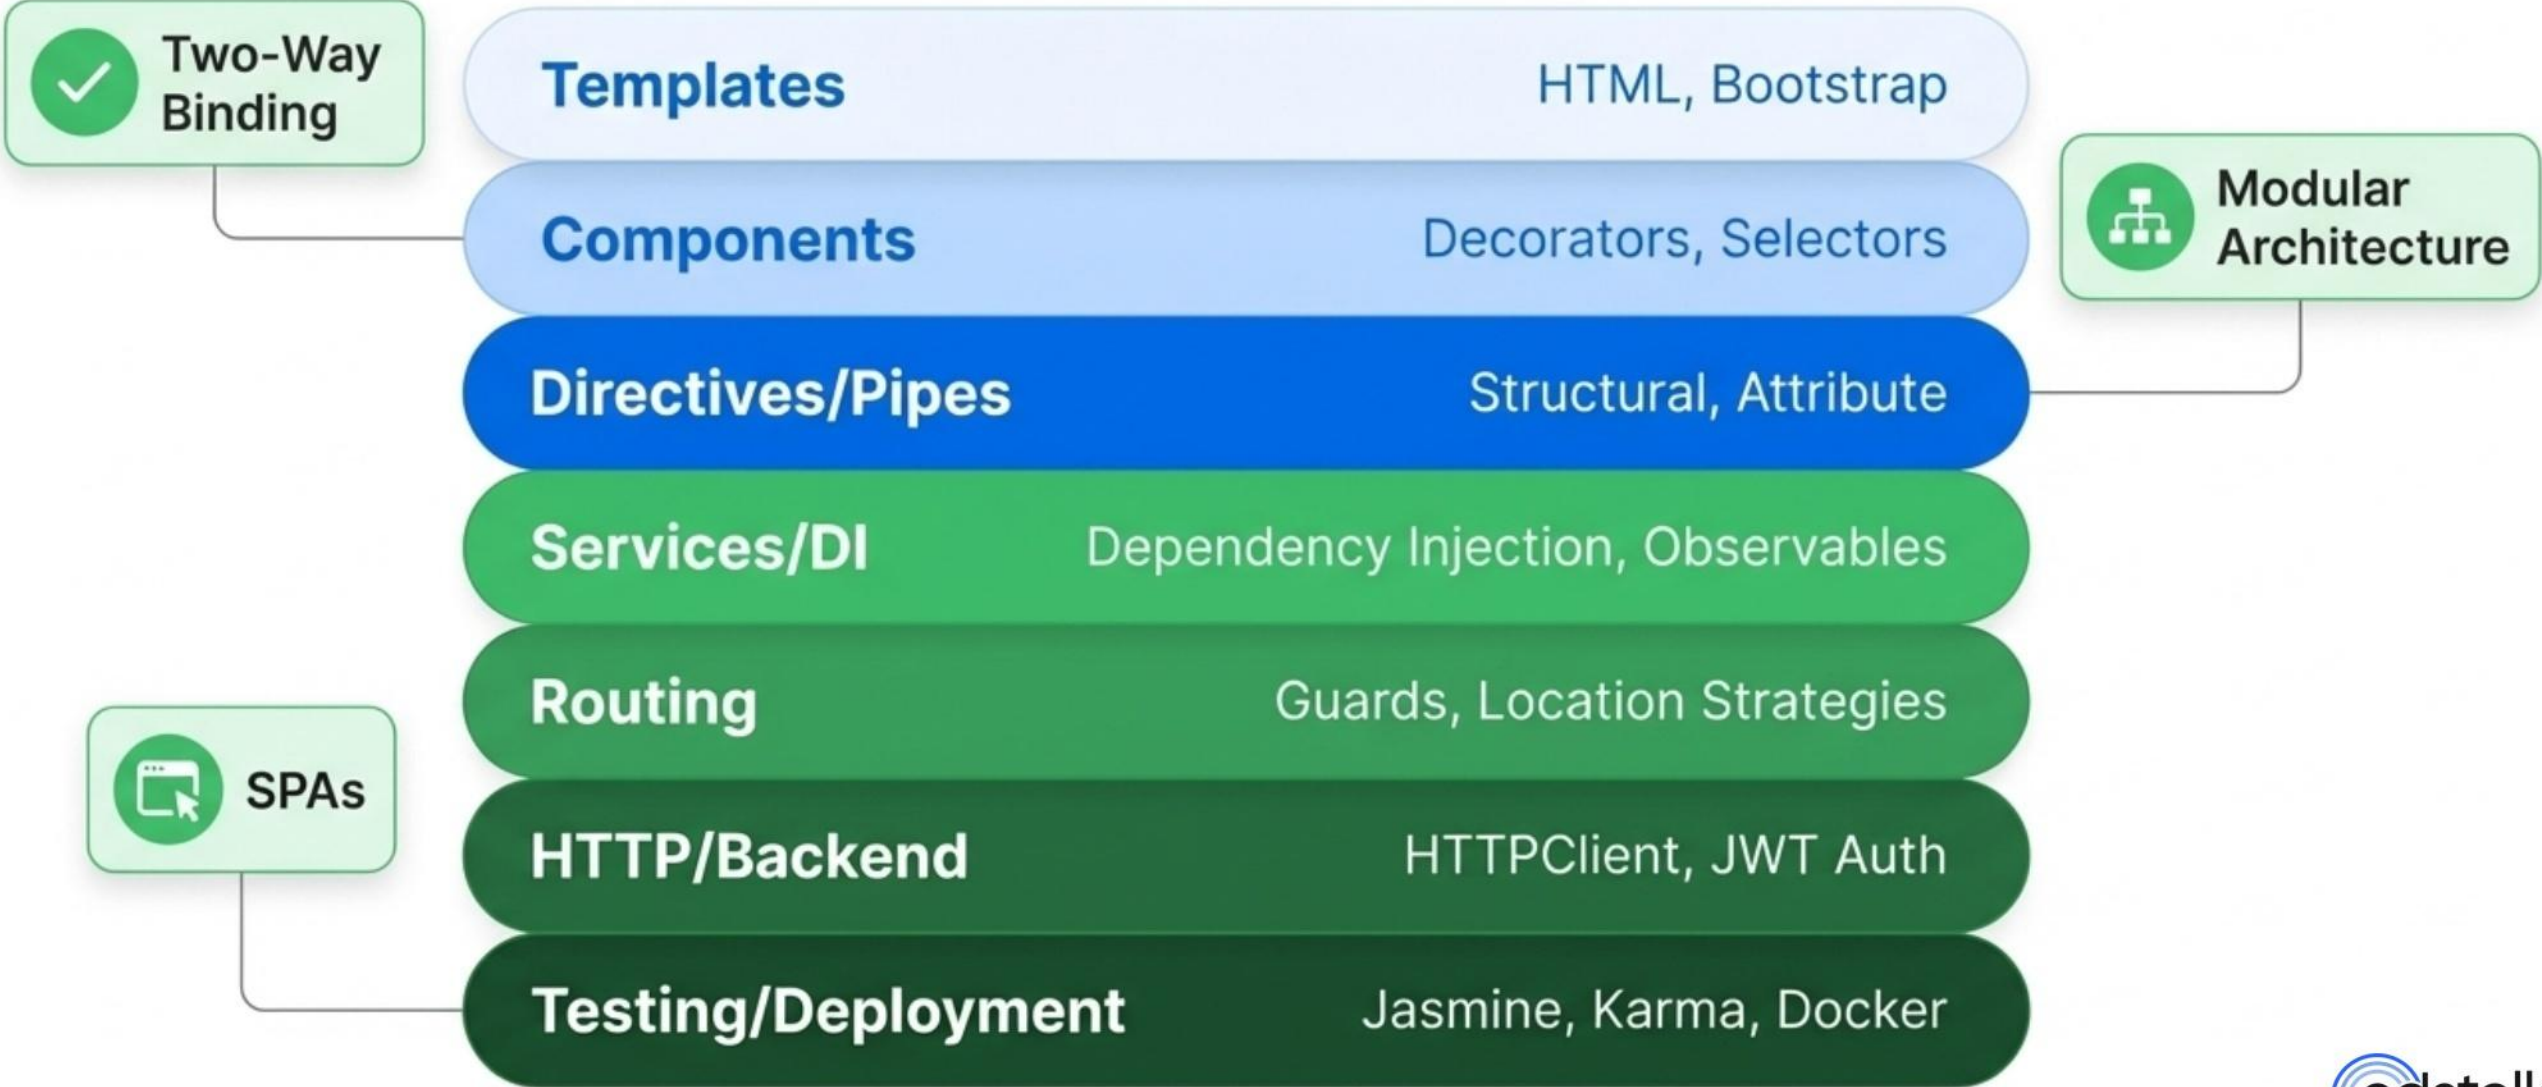 Two-Way
Binding
Templates HTML, Bootstrap
Components Decorators, Selectors
Modular
Architecture
Directives/Pipes Structural, Attribute
Services/DI Dependency Injection, Observables
Routing Guards, Location Strategies
SPAs
HTTP/Backend HTTPClient, JWT Auth
Testing/Deployment Jasmine, Karma, Docker